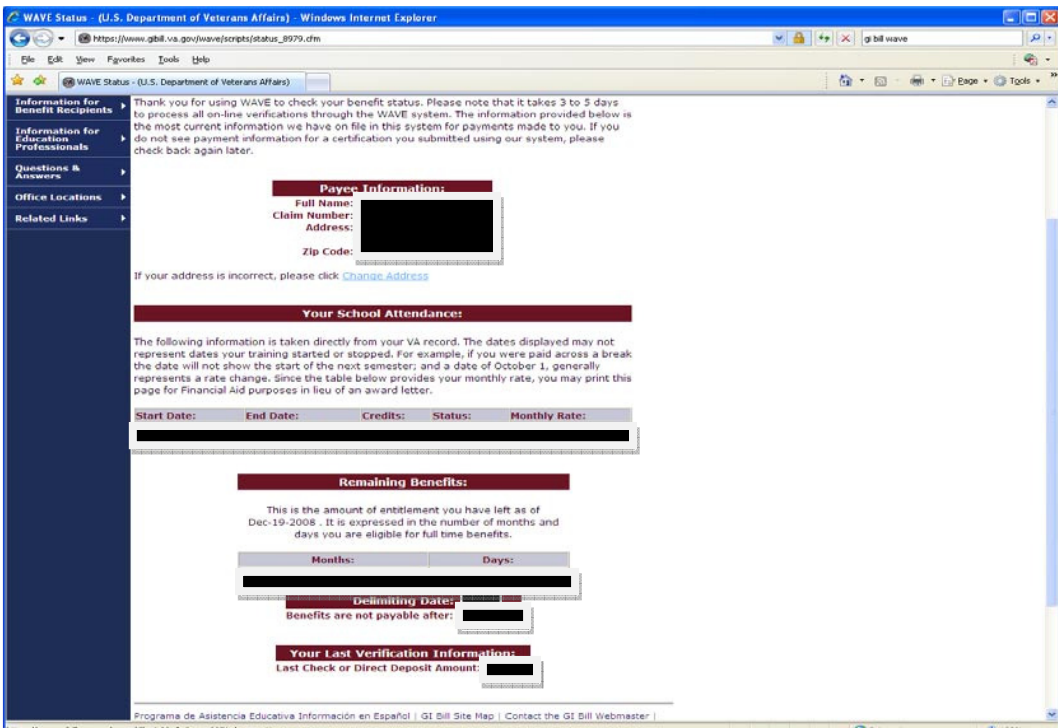 WAVE Status - (U.S. Department of Veterans Affairs) - Windows Internet Explorer
https://www.gibill.va.gov/wave/scripts/status_8979.cfm
gi bill wave
File Edit View Favorites Tools Help
WAVE Status - (U.S. Department of Veterans Affairs)
Page Tools
Information for
Benefit Recipients
Information for
Education
Professionals
Questions &
Answers
Office Locations
Related Links
Thank you for using WAVE to check your benefit status. Please note that it takes 3 to 5 days
to process all on-line verifications through the WAVE system. The information provided below is
the most current information we have on file in this system for payments made to you. If you
do not see payment information for a certification you submitted using our system, please
check back again later.
Payee Information:
Full Name:
Claim Number:
Address:
Zip Code:
If your address is incorrect, please click Change Address
Your School Attendance:
The following information is taken directly from your VA record. The dates displayed may not
represent dates your training started or stopped. For example, if you were paid across a break
the date will not show the start of the next semester; and a date of October 1, generally
represents a rate change. Since the table below provides your monthly rate, you may print this
page for Financial Aid purposes in lieu of an award letter.
Start Date: End Date: Credits: Status: Monthly Rate:
Remaining Benefits:
This is the amount of entitlement you have left as of
Dec-19-2008 . It is expressed in the number of months and
days you are eligible for full time benefits.
Months: Days:
Delimiting Date:
Benefits are not payable after:
Your Last Verification Information:
Last Check or Direct Deposit Amount:
Programa de Asistencia Educativa Información en Español | GI Bill Site Map | Contact the GI Bill Webmaster |